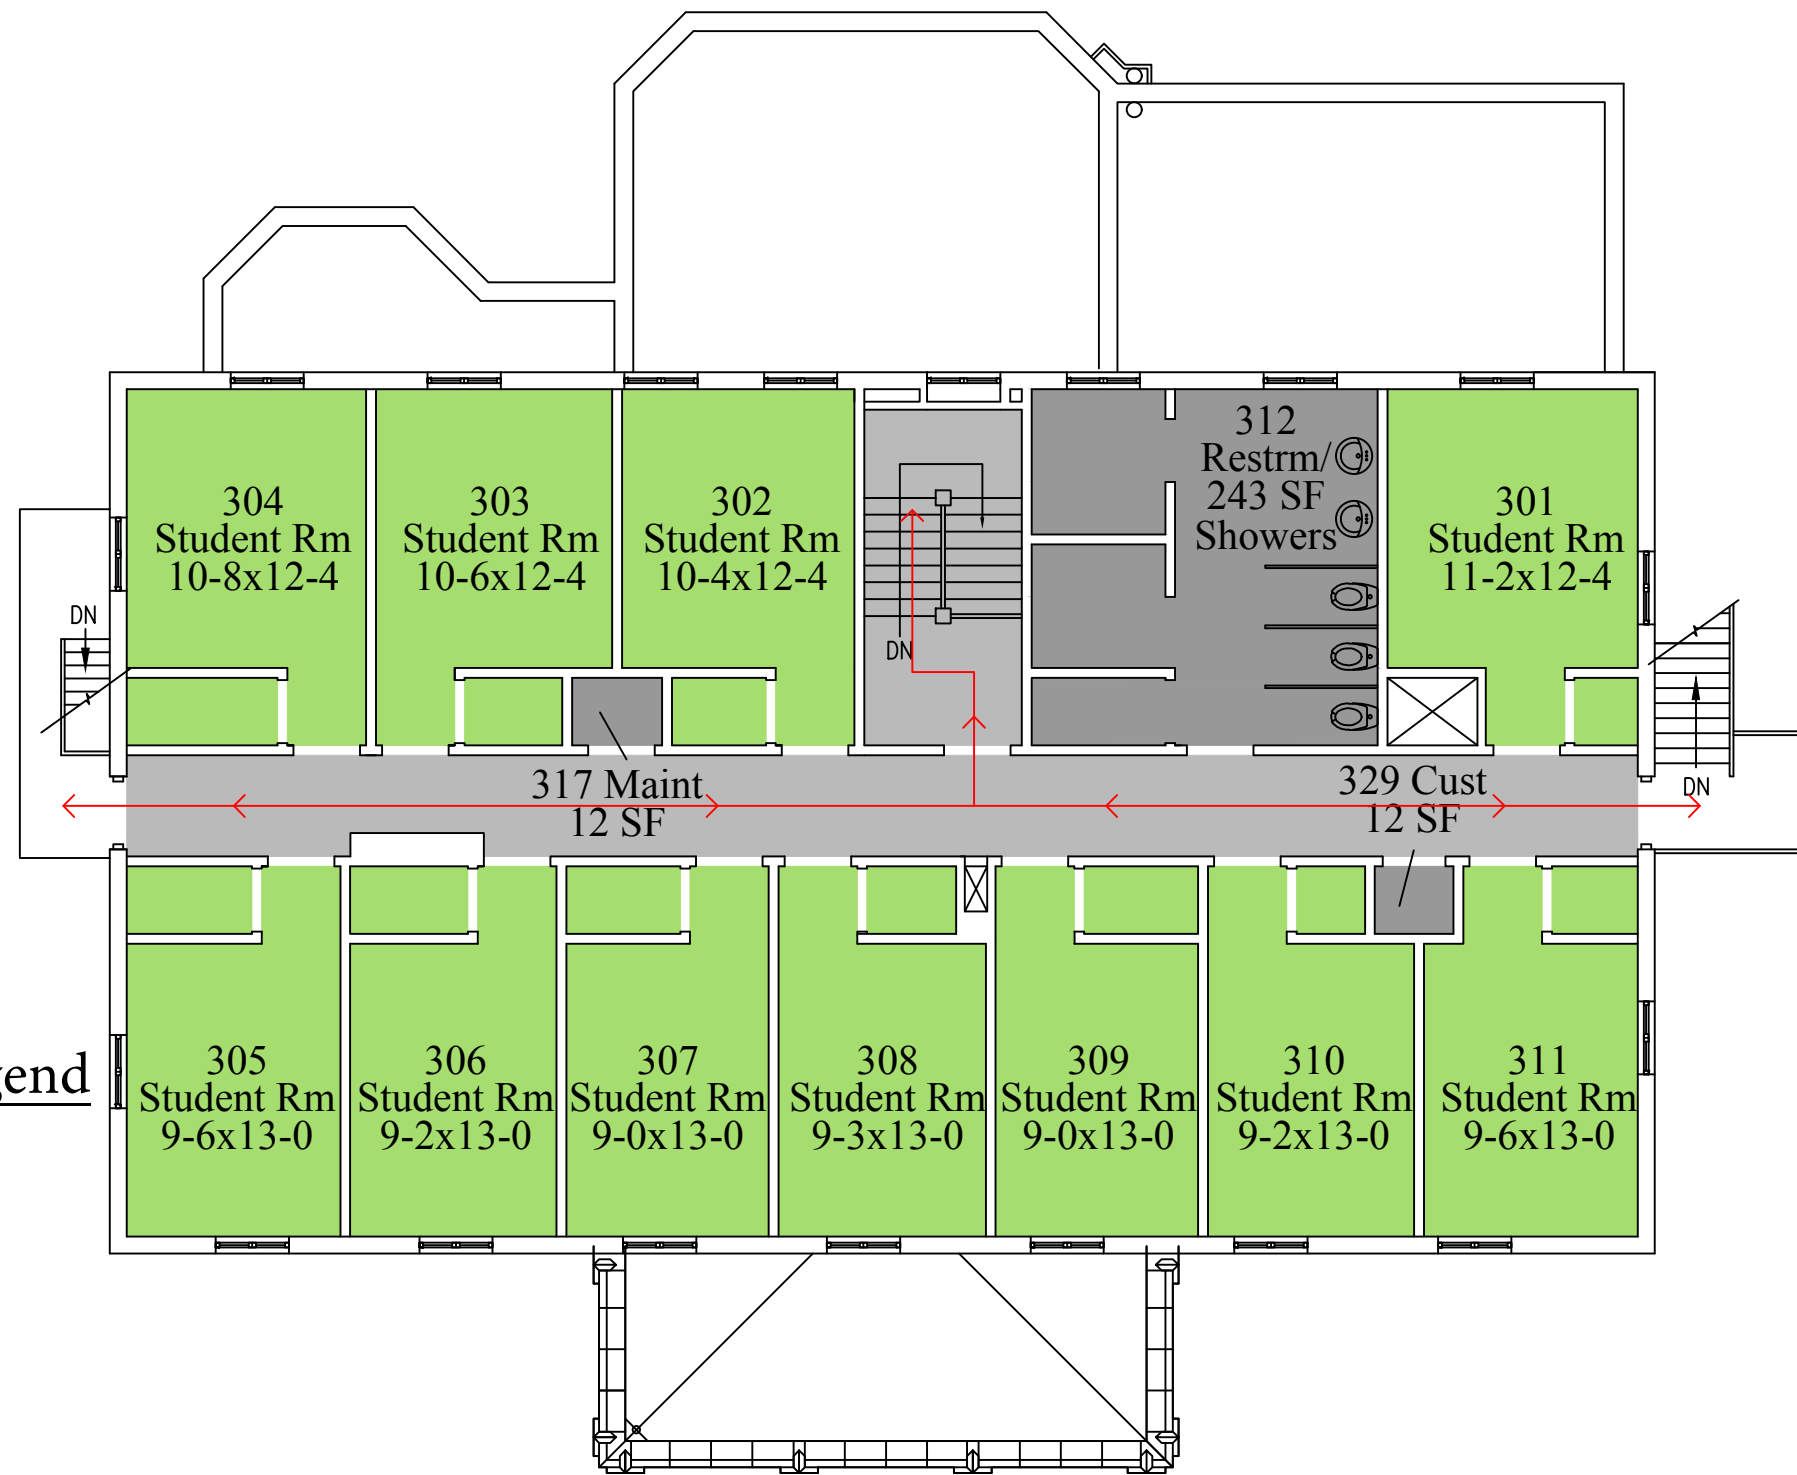 304
Student Rm
10-8x12-4
303
Student Rm
10-6x12-4
302
Student Rm
10-4x12-4
DN
312
Restrm/
243 SF
Showers
301
Student Rm
11-2x12-4
DN
DN
317 Maint
12 SF
329 Cust
12 SF
305
Student Rm
9-6x13-0
306
Student Rm
9-2x13-0
307
Student Rm
9-0x13-0
308
Student Rm
9-3x13-0
309
Student Rm
9-0x13-0
310
Student Rm
9-2x13-0
311
Student Rm
9-6x13-0
gend